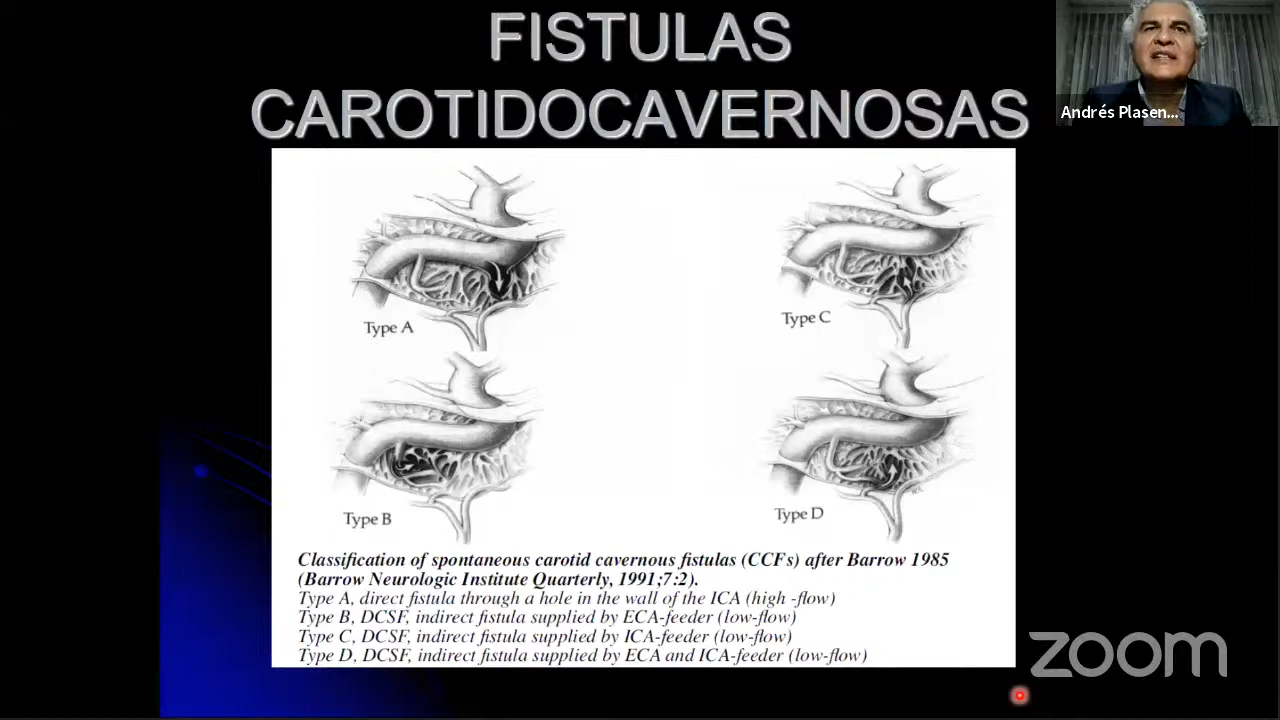 FISTULAS
CAROTIDOCAVERNOSAS
Andrés Plasen...
Type A
Type C
Type B
Type D
Classification of spontaneous carotid cavernous fistulas (CCFs) after Barrow 1985
(Barrow Neurologic Institute Quarterly, 1991;7:2).
Type A, direct fistula through a hole in the wall of the ICA (high -flow)
Type B, DCSF, indirect fistula supplied by ECA-feeder (low-flow)
Type C, DCSF, indirect fistula supplied by ICA-feeder (low-flow)
Type D, DCSF, indirect fistula supplied by ECA and ICA-feeder (low-flow)
zoom